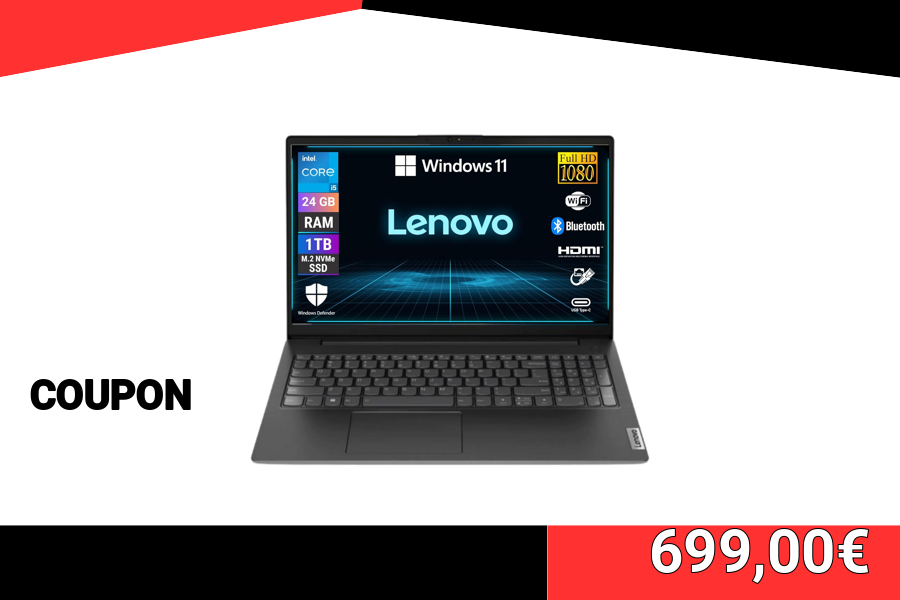 intel
CORE
i5
24 GB
RAM
1TB
M.2 NVMe
SSD
Windows Defender
Windows 11
Lenovo
Full HD
1080
WiFi
Bluetooth
HDMI
USB Type-C
Lenovo
COUPON
699,00€